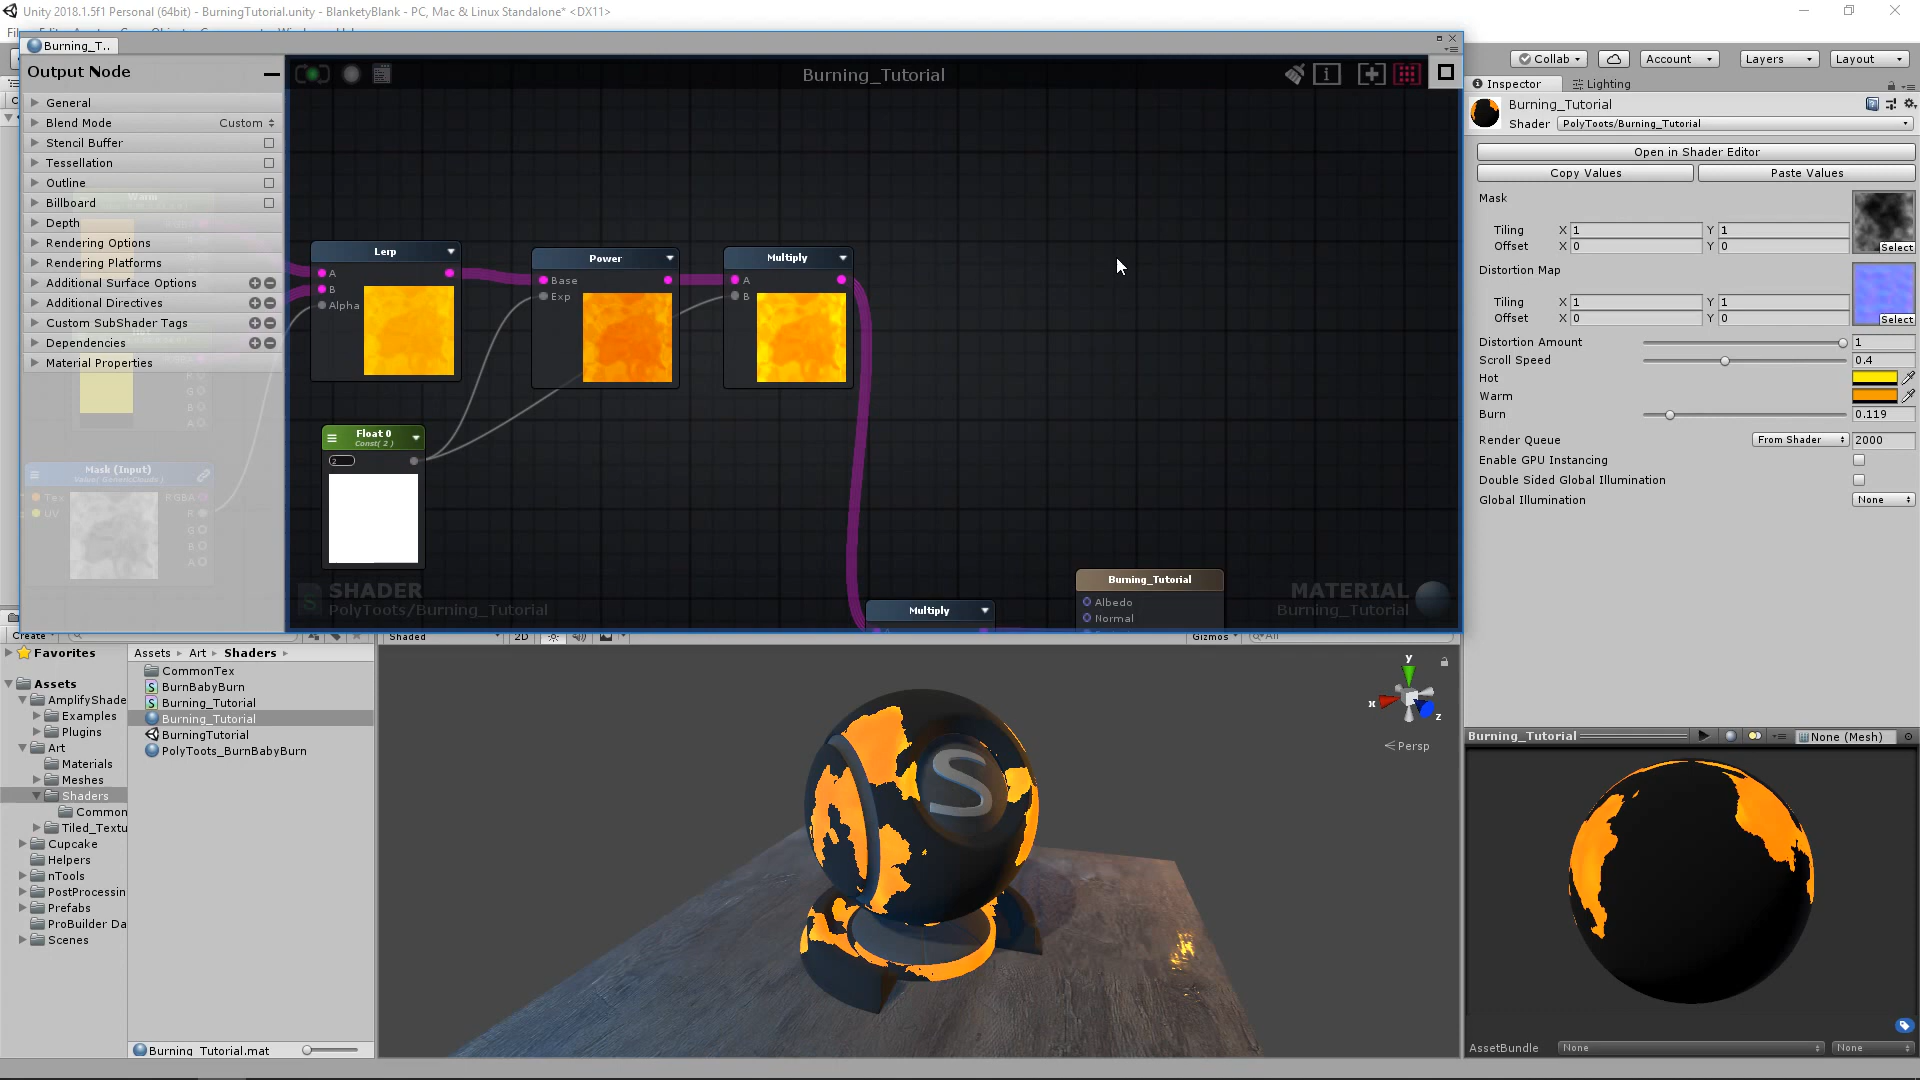 Unity 2018.1.5f1 Personal (64bit) - BurningTutorial.unity - BlanketyBlank - PC, Mac & Linux Standalone* <DX11>
Burning_T..
Output Node
General
Blend Mode Custom
Stencil Buffer
Tessellation
Outline
Billboard
Depth
Rendering Options
Rendering Platforms
Additional Surface Options
Additional Directives
Custom SubShader Tags
Dependencies
Material Properties
Warm
R
G
B
A
Mask (Input)
Value( GenericClouds )
Tex RGBA
UV R
G
B
A
Burning_Tutorial
Lerp
A
B
Alpha
Power
Base
Exp
Multiply
A
B
Float 0
Const( 2 )
2
Multiply
Burning_Tutorial
Albedo
Normal
SHADER
PolyToots/Burning_Tutorial
MATERIAL
Burning_Tutorial
Collab
Account
Layers
Layout
Inspector
Lighting
Burning_Tutorial
Shader PolyToots/Burning_Tutorial
Open in Shader Editor
Copy Values
Paste Values
Mask
Tiling X 1 Y 1
Offset X 0 Y 0
Select
Distortion Map
Tiling X 1 Y 1
Offset X 0 Y 0
Select
Distortion Amount 1
Scroll Speed 0.4
Hot
Warm
Burn 0.119
Render Queue From Shader 2000
Enable GPU Instancing
Double Sided Global Illumination
Global Illumination None
Create
Favorites
Assets
AmplifyShade
Examples
Plugins
Art
Materials
Meshes
Shaders
Common
Tiled_Textu
Cupcake
Helpers
nTools
PostProcessin
Prefabs
ProBuilder Da
Scenes
Assets Art Shaders
CommonTex
BurnBabyBurn
Burning_Tutorial
Burning_Tutorial
BurningTutorial
PolyToots_BurnBabyBurn
Burning_Tutorial.mat
Shaded 2D Gizmos All
y
x
z
Persp
S
Burning_Tutorial
None (Mesh)
AssetBundle None None